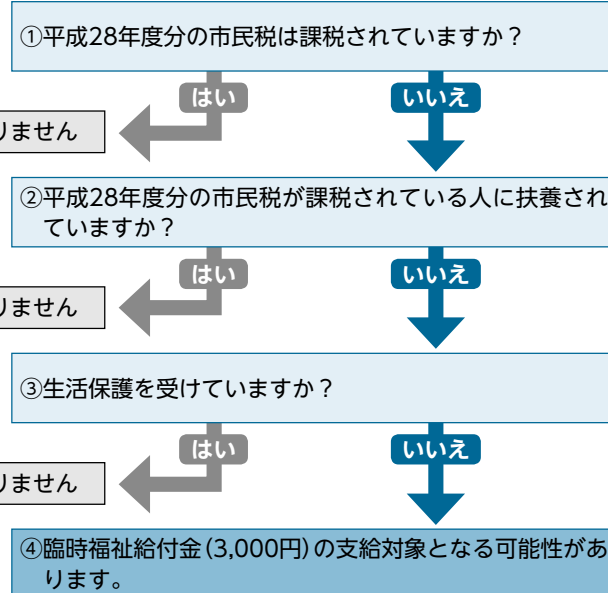 ①平成28年度分の市民税は課税されていますか？
はい
いいえ
りません
②平成28年度分の市民税が課税されている人に扶養され
ていますか？
はい
いいえ
りません
③生活保護を受けていますか？
はい
いいえ
りません
④臨時福祉給付金(3,000円)の支給対象となる可能性があ
ります。